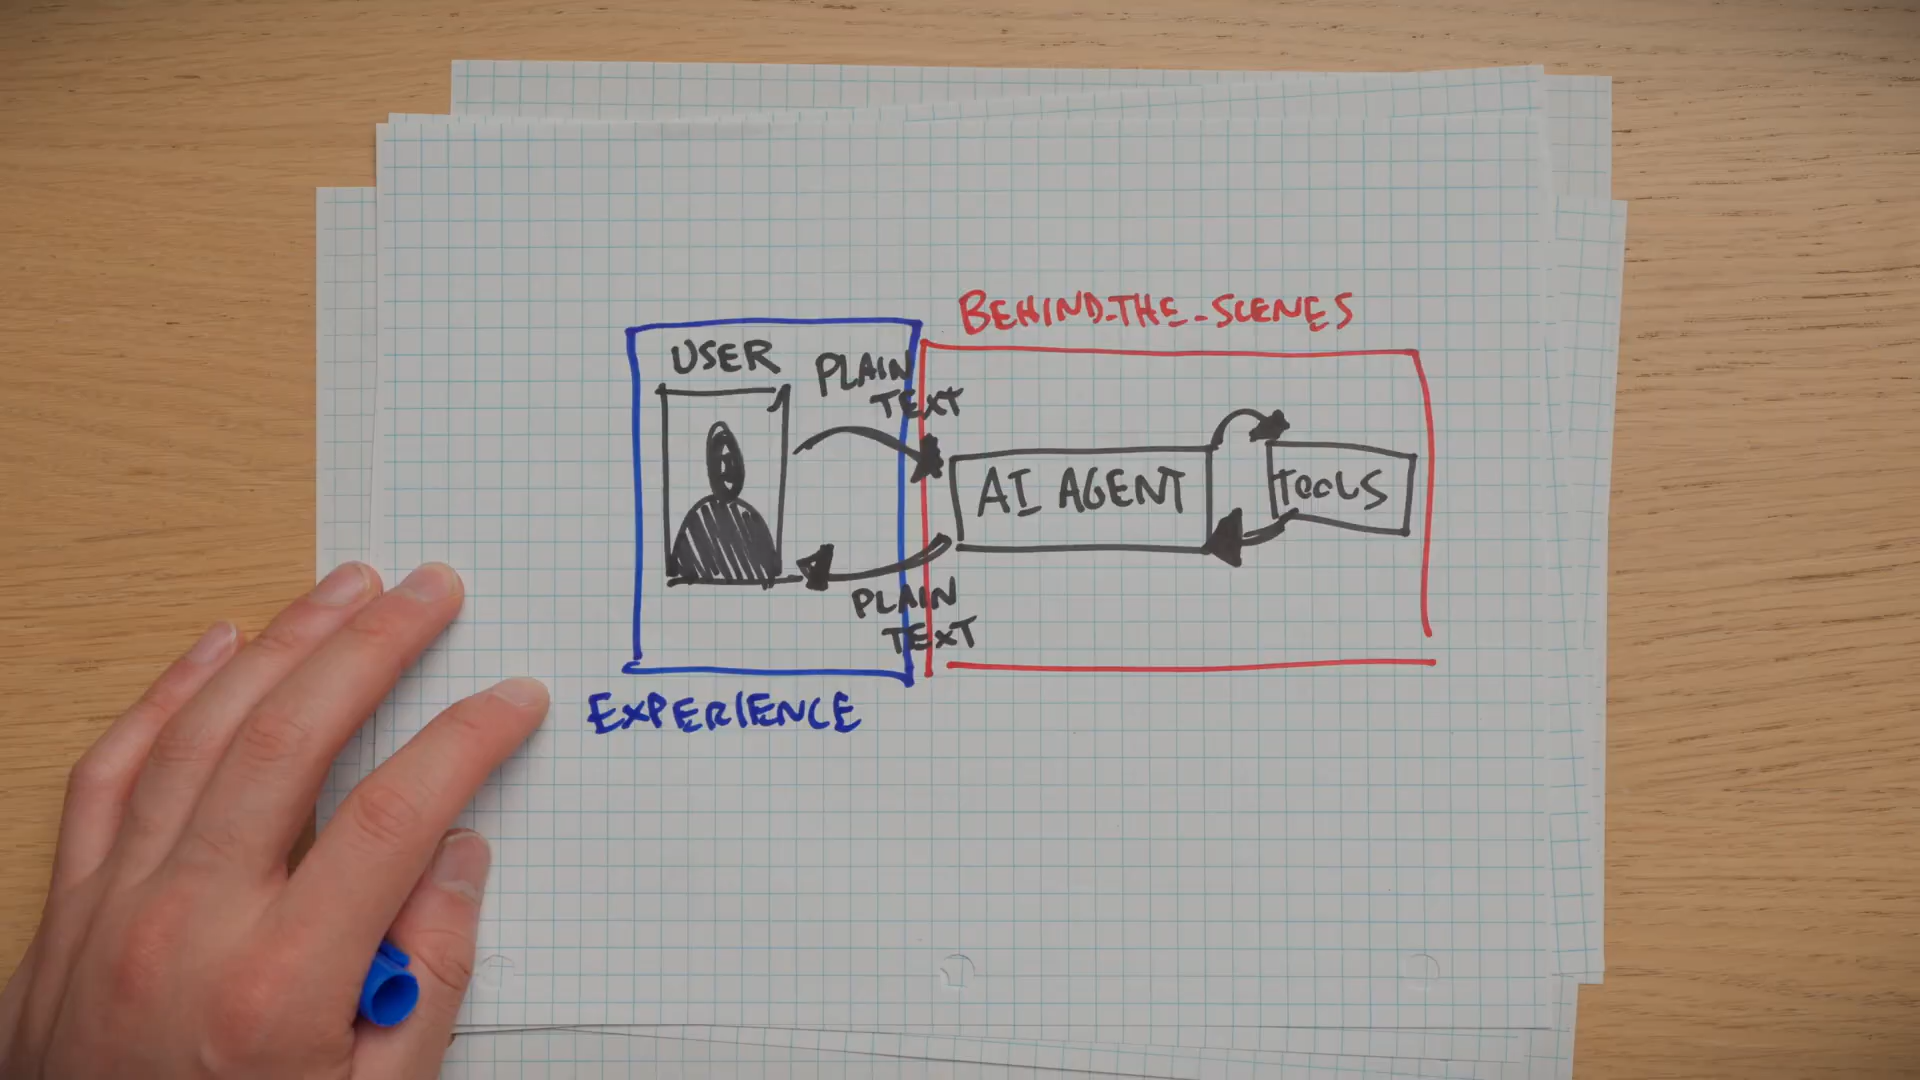 BEHIND-THE-SCENES
USER
PLAIN
TEXT
AI AGENT
TOOLS
PLAIN
TEXT
EXPERIENCE